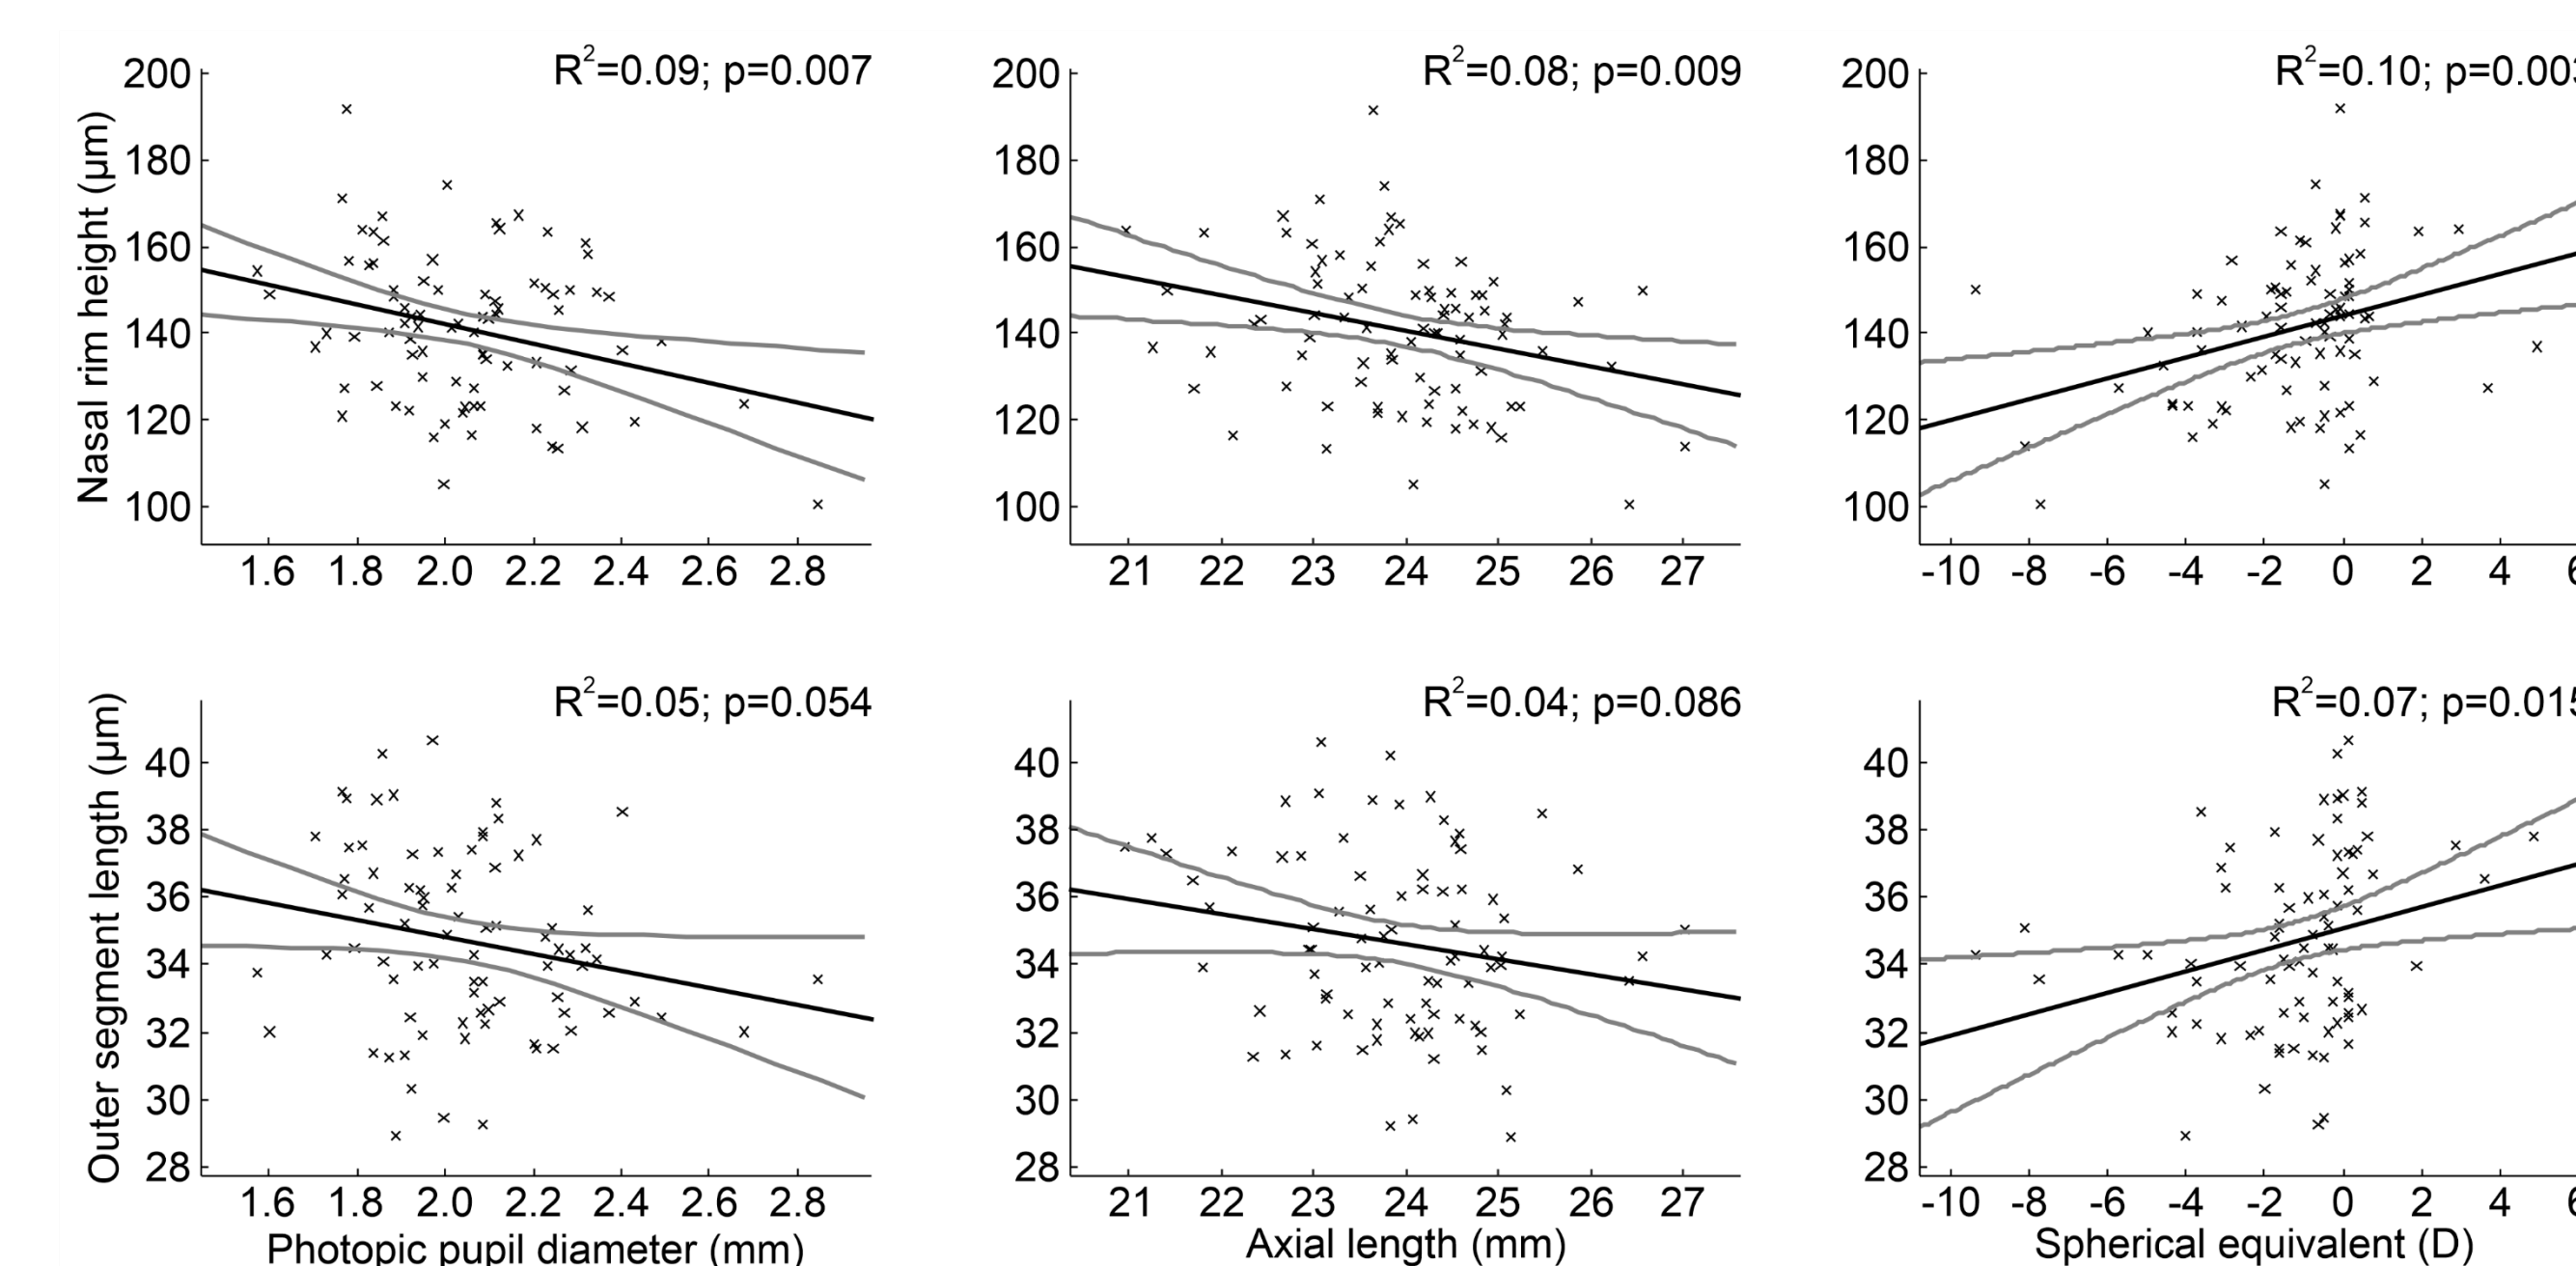 R²=0.09; p=0.007
200
180
160
140
120
100
Nasal rim height (µm)
1.6 1.8 2.0 2.2 2.4 2.6 2.8
R²=0.08; p=0.009
200
180
160
140
120
100
21 22 23 24 25 26 27
R²=0.10; p=0.003
200
180
160
140
120
100
-10 -8 -6 -4 -2 0 2 4 6
R²=0.05; p=0.054
40
38
36
34
32
30
28
Outer segment length (µm)
1.6 1.8 2.0 2.2 2.4 2.6 2.8
Photopic pupil diameter (mm)
R²=0.04; p=0.086
40
38
36
34
32
30
28
21 22 23 24 25 26 27
Axial length (mm)
R²=0.07; p=0.015
40
38
36
34
32
30
28
-10 -8 -6 -4 -2 0 2 4 6
Spherical equivalent (D)